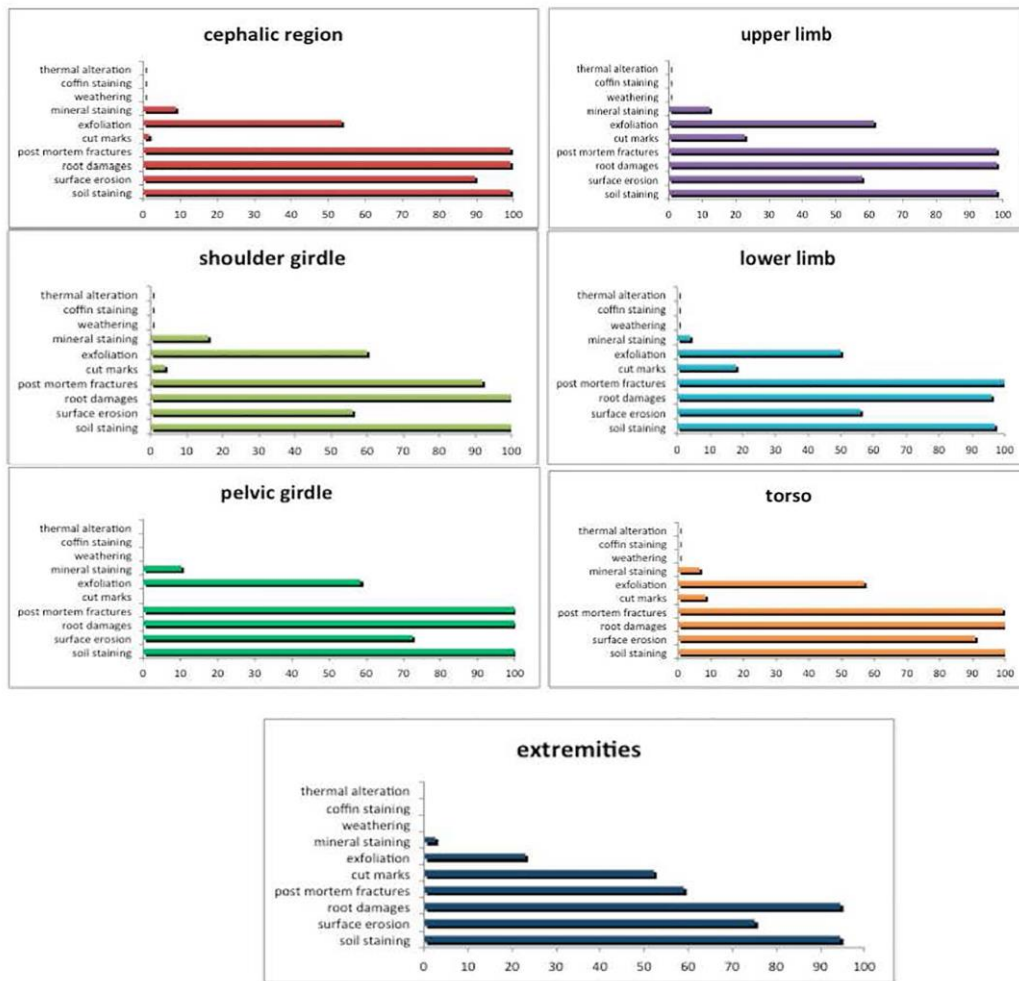 cephalic region
thermal alteration
coffin staining
weathering
mineral staining
exfoliation
cut marks
post mortem fractures
root damages
surface erosion
soil staining
0 10 20 30 40 50 60 70 80 90 100
upper limb
thermal alteration
coffin staining
weathering
mineral staining
exfoliation
cut marks
post mortem fractures
root damages
surface erosion
soil staining
0 10 20 30 40 50 60 70 80 90 100
shoulder girdle
thermal alteration
coffin staining
weathering
mineral staining
exfoliation
cut marks
post mortem fractures
root damages
surface erosion
soil staining
0 10 20 30 40 50 60 70 80 90 100
lower limb
thermal alteration
coffin staining
weathering
mineral staining
exfoliation
cut marks
post mortem fractures
root damages
surface erosion
soil staining
0 10 20 30 40 50 60 70 80 90 100
pelvic girdle
thermal alteration
coffin staining
weathering
mineral staining
exfoliation
cut marks
post mortem fractures
root damages
surface erosion
soil staining
0 10 20 30 40 50 60 70 80 90 100
torso
thermal alteration
coffin staining
weathering
mineral staining
exfoliation
cut marks
post mortem fractures
root damages
surface erosion
soil staining
0 10 20 30 40 50 60 70 80 90 100
extremities
thermal alteration
coffin staining
weathering
mineral staining
exfoliation
cut marks
post mortem fractures
root damages
surface erosion
soil staining
0 10 20 30 40 50 60 70 80 90 100